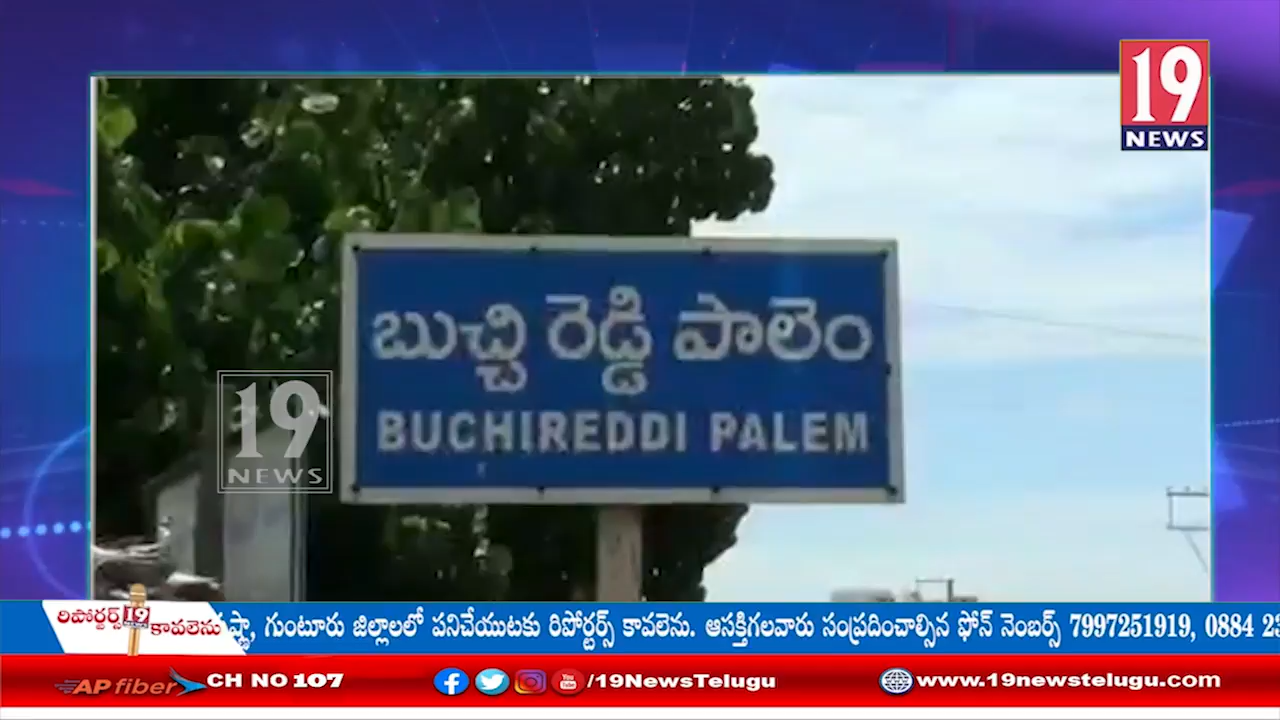 19
NEWS
బుచ్చి రెడ్డి పాలెం
BUCHIREDDI PALEM
19
NEWS
రిపోర్టర్స్ 19 కావలెను
గుంటూరు జిల్లాలలో పనిచేయుటకు రిపోర్టర్స్ కావలెను. ఆసక్తిగలవారు సంప్రదించాల్సిన ఫోన్ నెంబర్స్ 7997251919, 0884
AP fiber CH NO 107 /19NewsTelugu www.19newstelugu.com